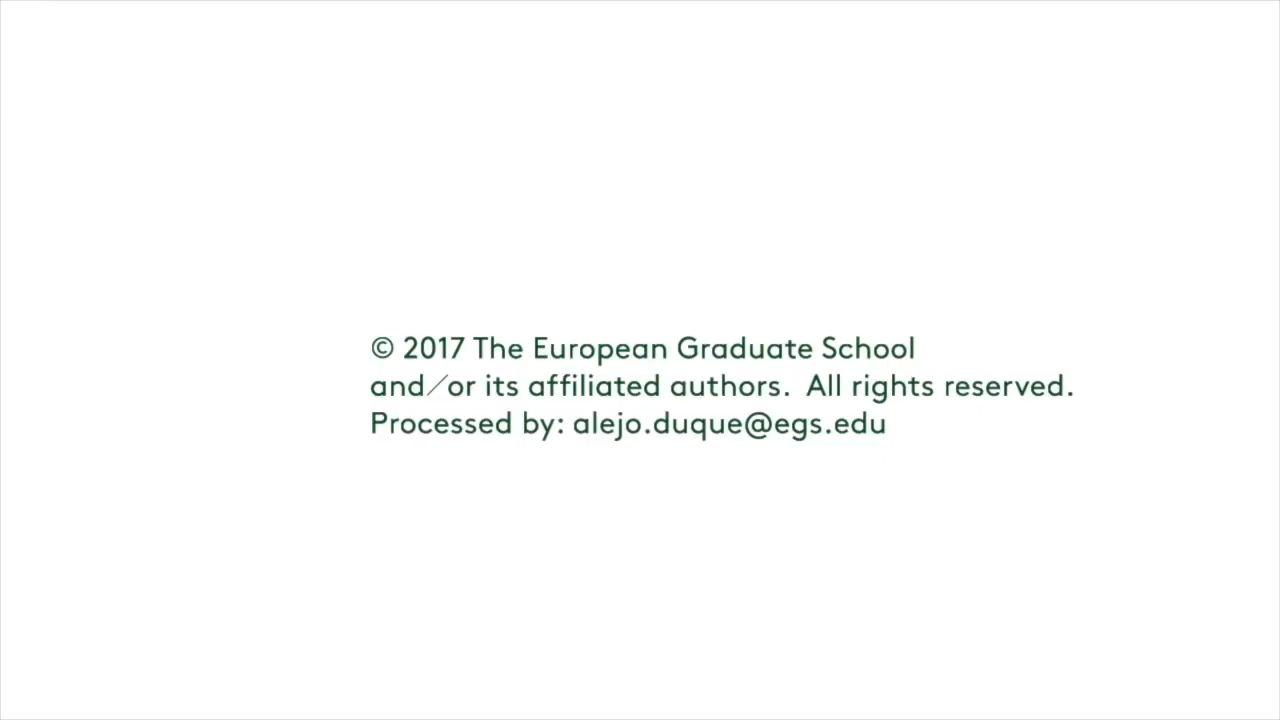 © 2017 The European Graduate School
and/or its affiliated authors.  All rights reserved.
Processed by: alejo.duque@egs.edu